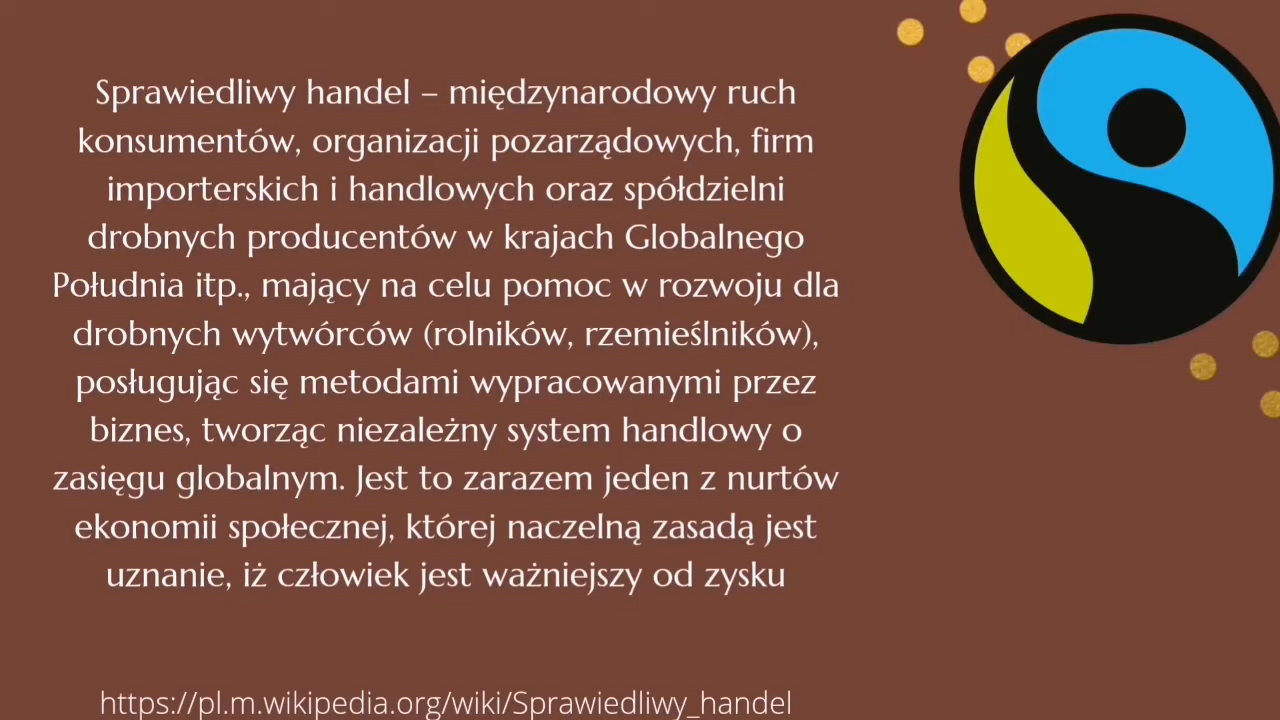 Sprawiedliwy handel – międzynarodowy ruch
konsumentów, organizacji pozarządowych, firm
importerskich i handlowych oraz spółdzielni
drobnych producentów w krajach Globalnego
Południa itp., mający na celu pomoc w rozwoju dla
drobnych wytwórców (rolników, rzemieślników),
posługując się metodami wypracowanymi przez
biznes, tworząc niezależny system handlowy o
zasięgu globalnym. Jest to zarazem jeden z nurtów
ekonomii społecznej, której naczelną zasadą jest
uznanie, iż człowiek jest ważniejszy od zysku
https://pl.m.wikipedia.org/wiki/Sprawiedliwy_handel